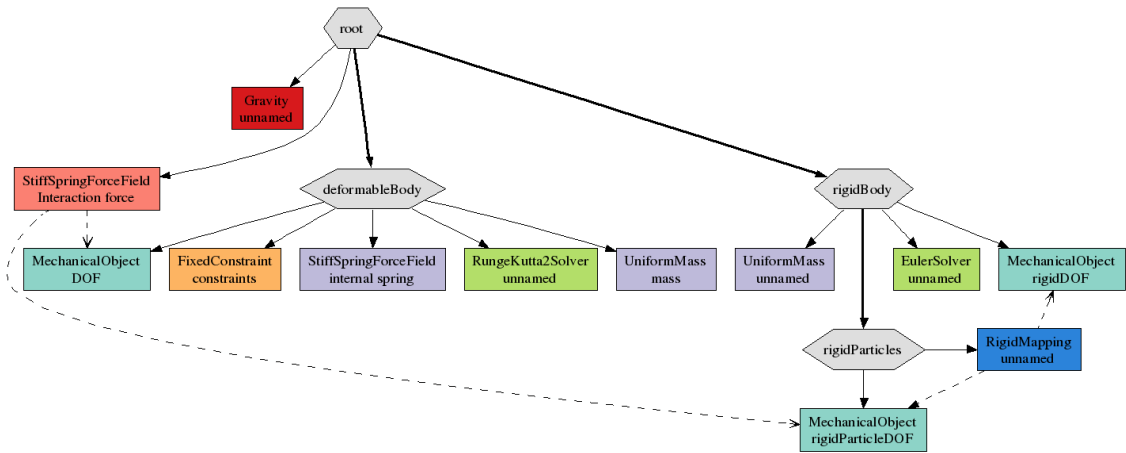 root
Gravity
unnamed
StiffSpringForceField
Interaction force
deformableBody
rigidBody
MechanicalObject
DOF
FixedConstraint
constraints
StiffSpringForceField
internal spring
RungeKutta2Solver
unnamed
UniformMass
mass
UniformMass
unnamed
EulerSolver
unnamed
MechanicalObject
rigidDOF
rigidParticles
RigidMapping
unnamed
MechanicalObject
rigidParticleDOF